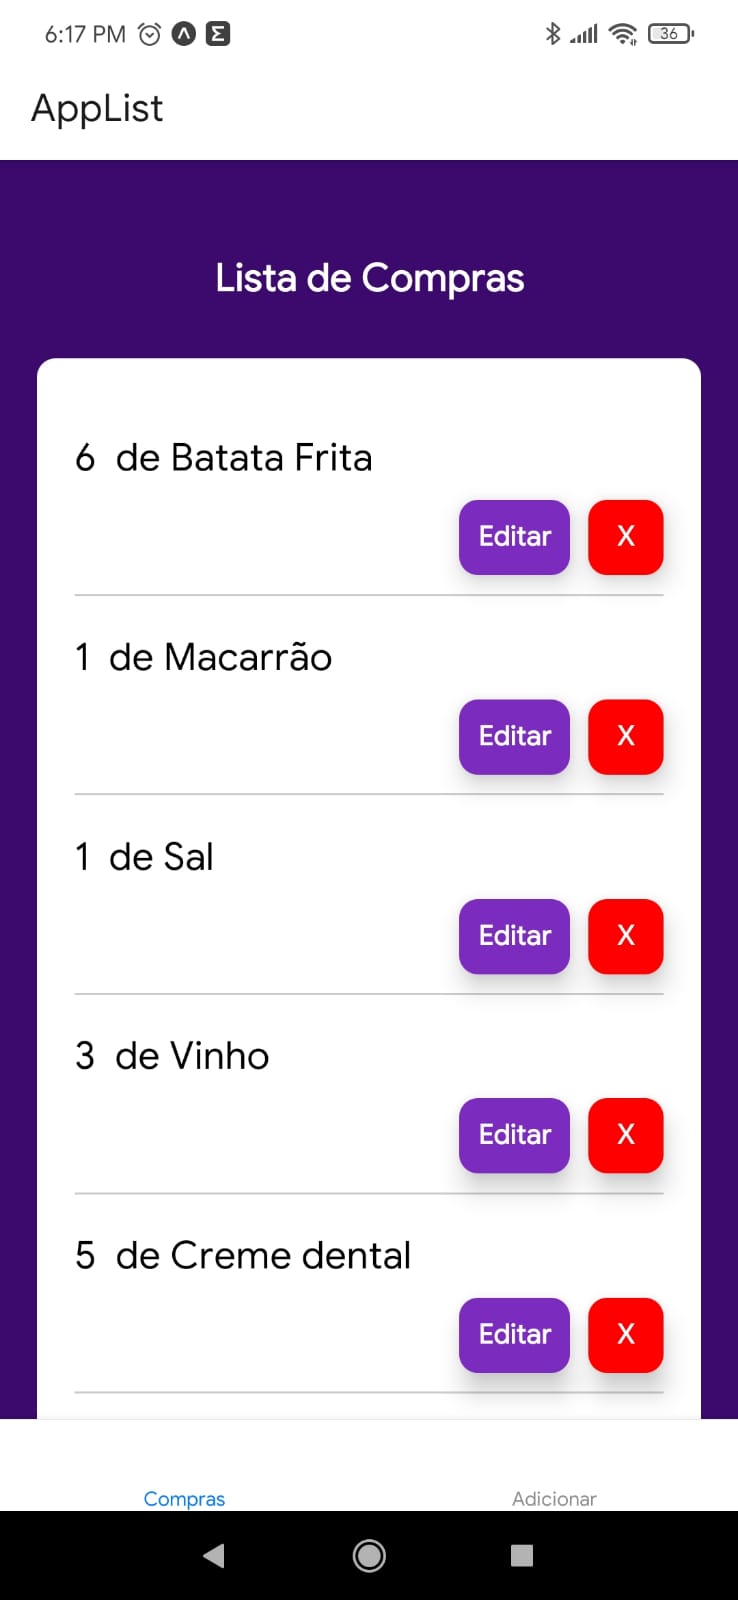 6:17 PM
36
AppList
Lista de Compras
6 de Batata Frita
Editar X
1 de Macarrão
Editar X
1 de Sal
Editar X
3 de Vinho
Editar X
5 de Creme dental
Editar X
Compras Adicionar